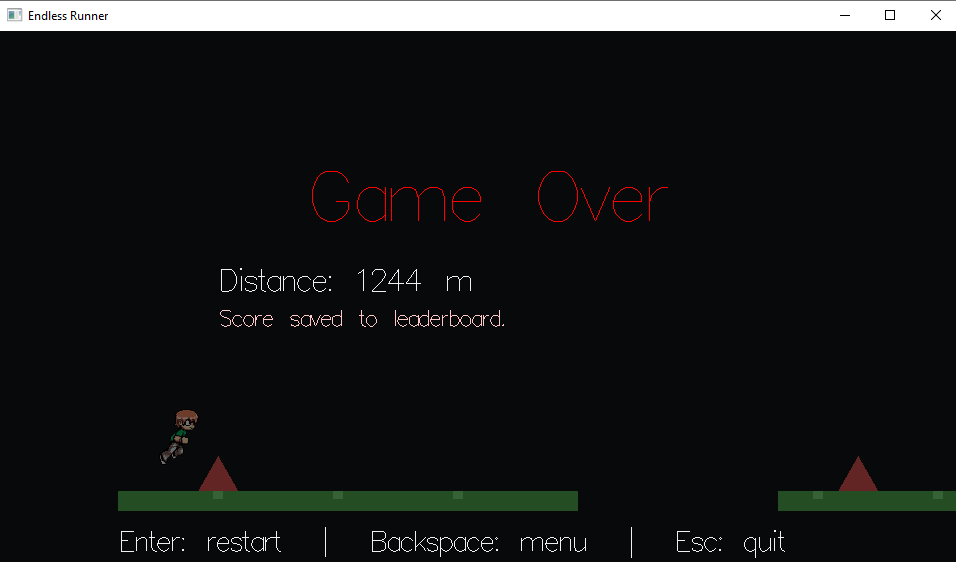 Endless Runner
Game Over
Distance: 1244 m
Score saved to leaderboard.
Enter: restart | Backspace: menu | Esc: quit